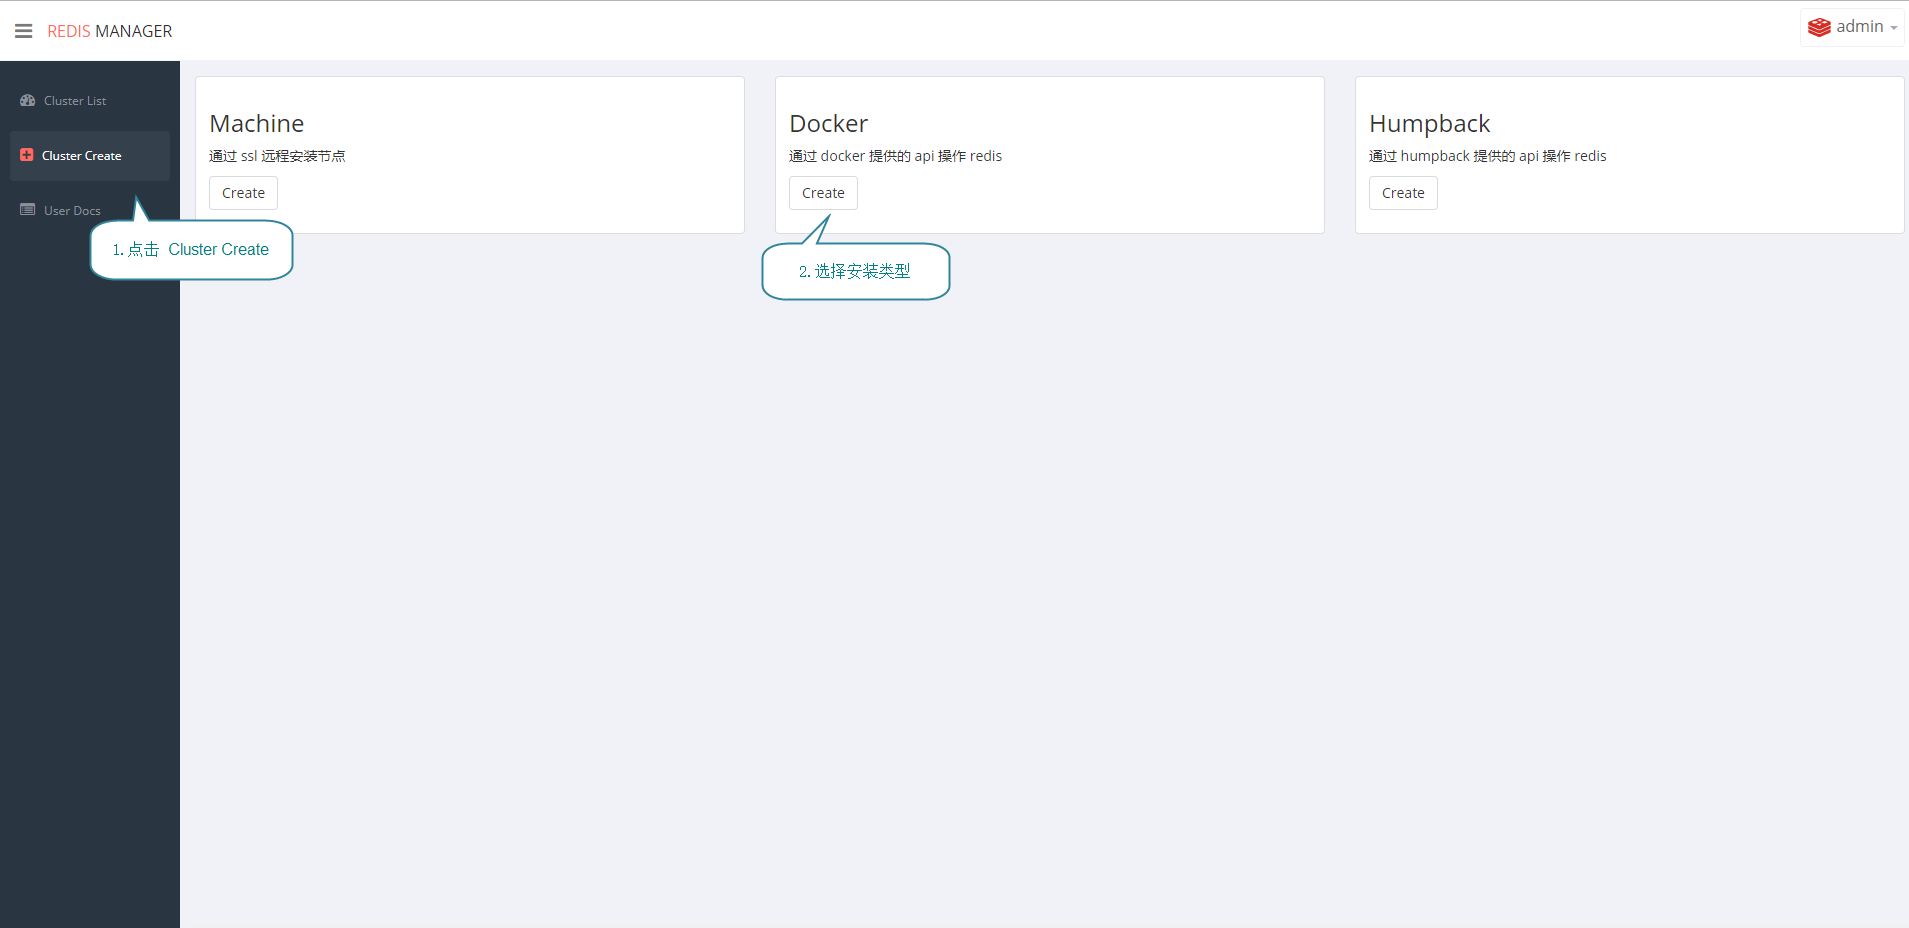 REDIS MANAGER
admin
Cluster List
Cluster Create
User Docs
1. 点击 Cluster Create
Machine
通过 ssl 远程安装节点
Create
Docker
通过 docker 提供的 api 操作 redis
Create
2. 选择安装类型
Humpback
通过 humpback 提供的 api 操作 redis
Create